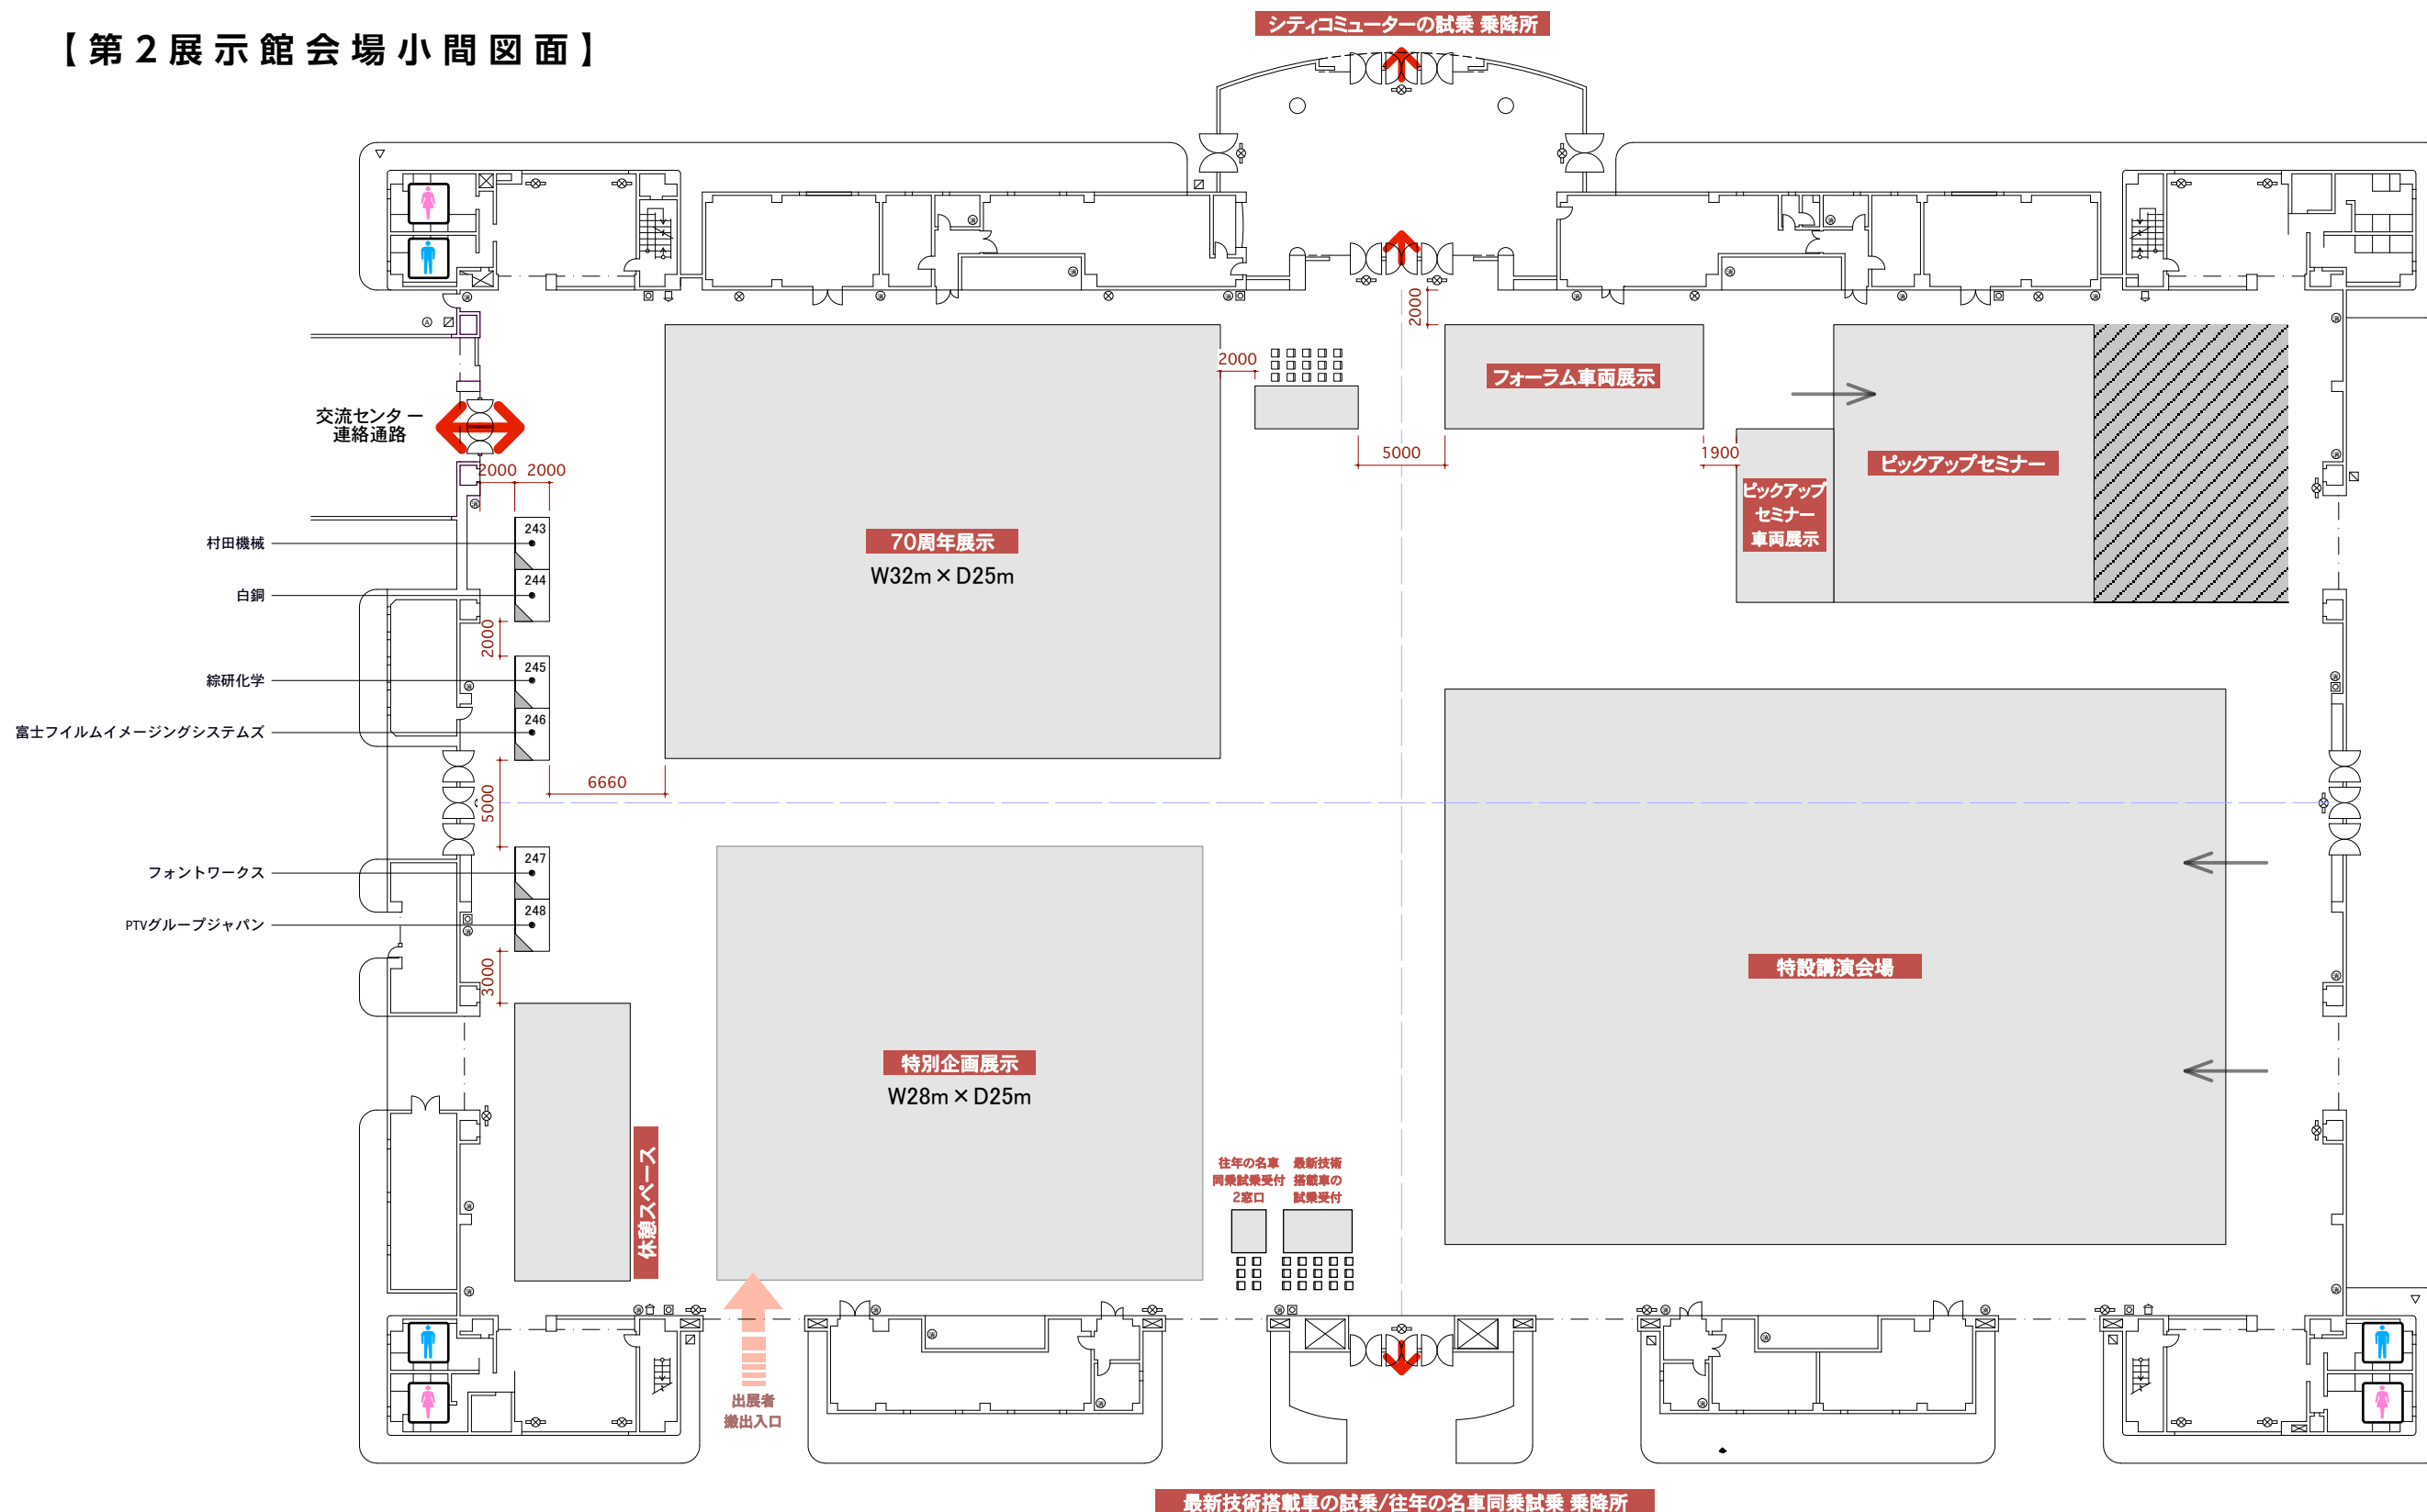 シティコミューターの試乗 乗降所
【第2展示館会場小間図面】
2000
2000
フォーラム車両展示
交流センター
連絡通路
5000
1900
2000 2000
ピックアップセミナー
ピックアップ
セミナー
車両展示
村田機械
243
70周年展示
W32m×D25m
白銅
244
2000
綜研化学
245
富士フイルムイメージングシステムズ
246
6660
5000
フォントワークス
247
PTVグループジャパン
248
3000
特設講演会場
特別企画展示
W28m×D25m
休憩スペース
往年の名車
同乗試乗受付
2窓口
最新技術
搭載車の
試乗受付
出展者
搬出入口
最新技術搭載車の試乗/往年の名車同乗試乗 乗降所